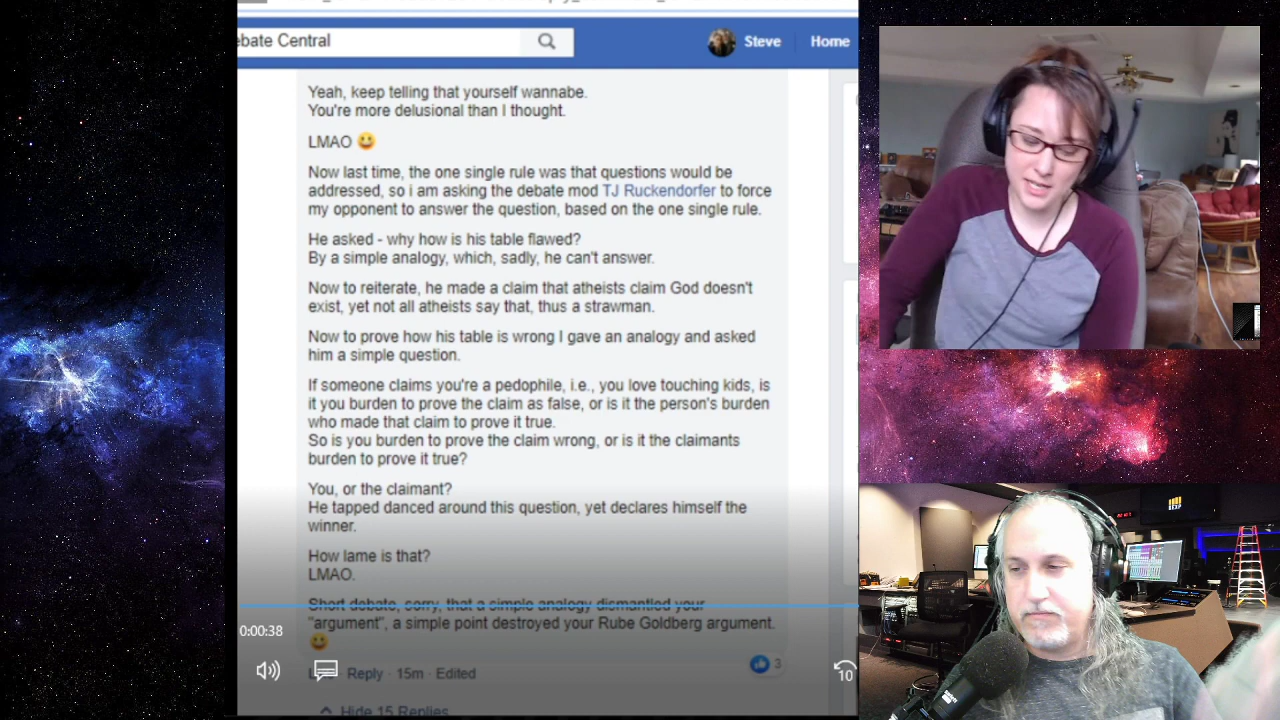 ebate Central
Steve
Home
Yeah, keep telling that yourself wannabe.
You're more delusional than I thought.
LMAO 😀
Now last time, the one single rule was that questions would be
addressed, so i am asking the debate mod TJ Ruckendorfer to force
my opponent to answer the question, based on the one single rule.
He asked - why how is his table flawed?
By a simple analogy, which, sadly, he can't answer.
Now to reiterate, he made a claim that atheists claim God doesn't
exist, yet not all atheists say that, thus a strawman.
Now to prove how his table is wrong I gave an analogy and asked
him a simple question.
If someone claims you're a pedophile, i.e., you love touching kids, is
it you burden to prove the claim as false, or is it the person's burden
who made that claim to prove it true.
So is you burden to prove the claim wrong, or is it the claimants
burden to prove it true?
You, or the claimant?
He tapped danced around this question, yet declares himself the
winner.
How lame is that?
LMAO.
Short debate, sorry, that a simple analogy dismantled your
"argument", a simple point destroyed your Rube Goldberg argument.
😀
0:00:38
Reply · 15m · Edited
3
10
Hide 15 Replies